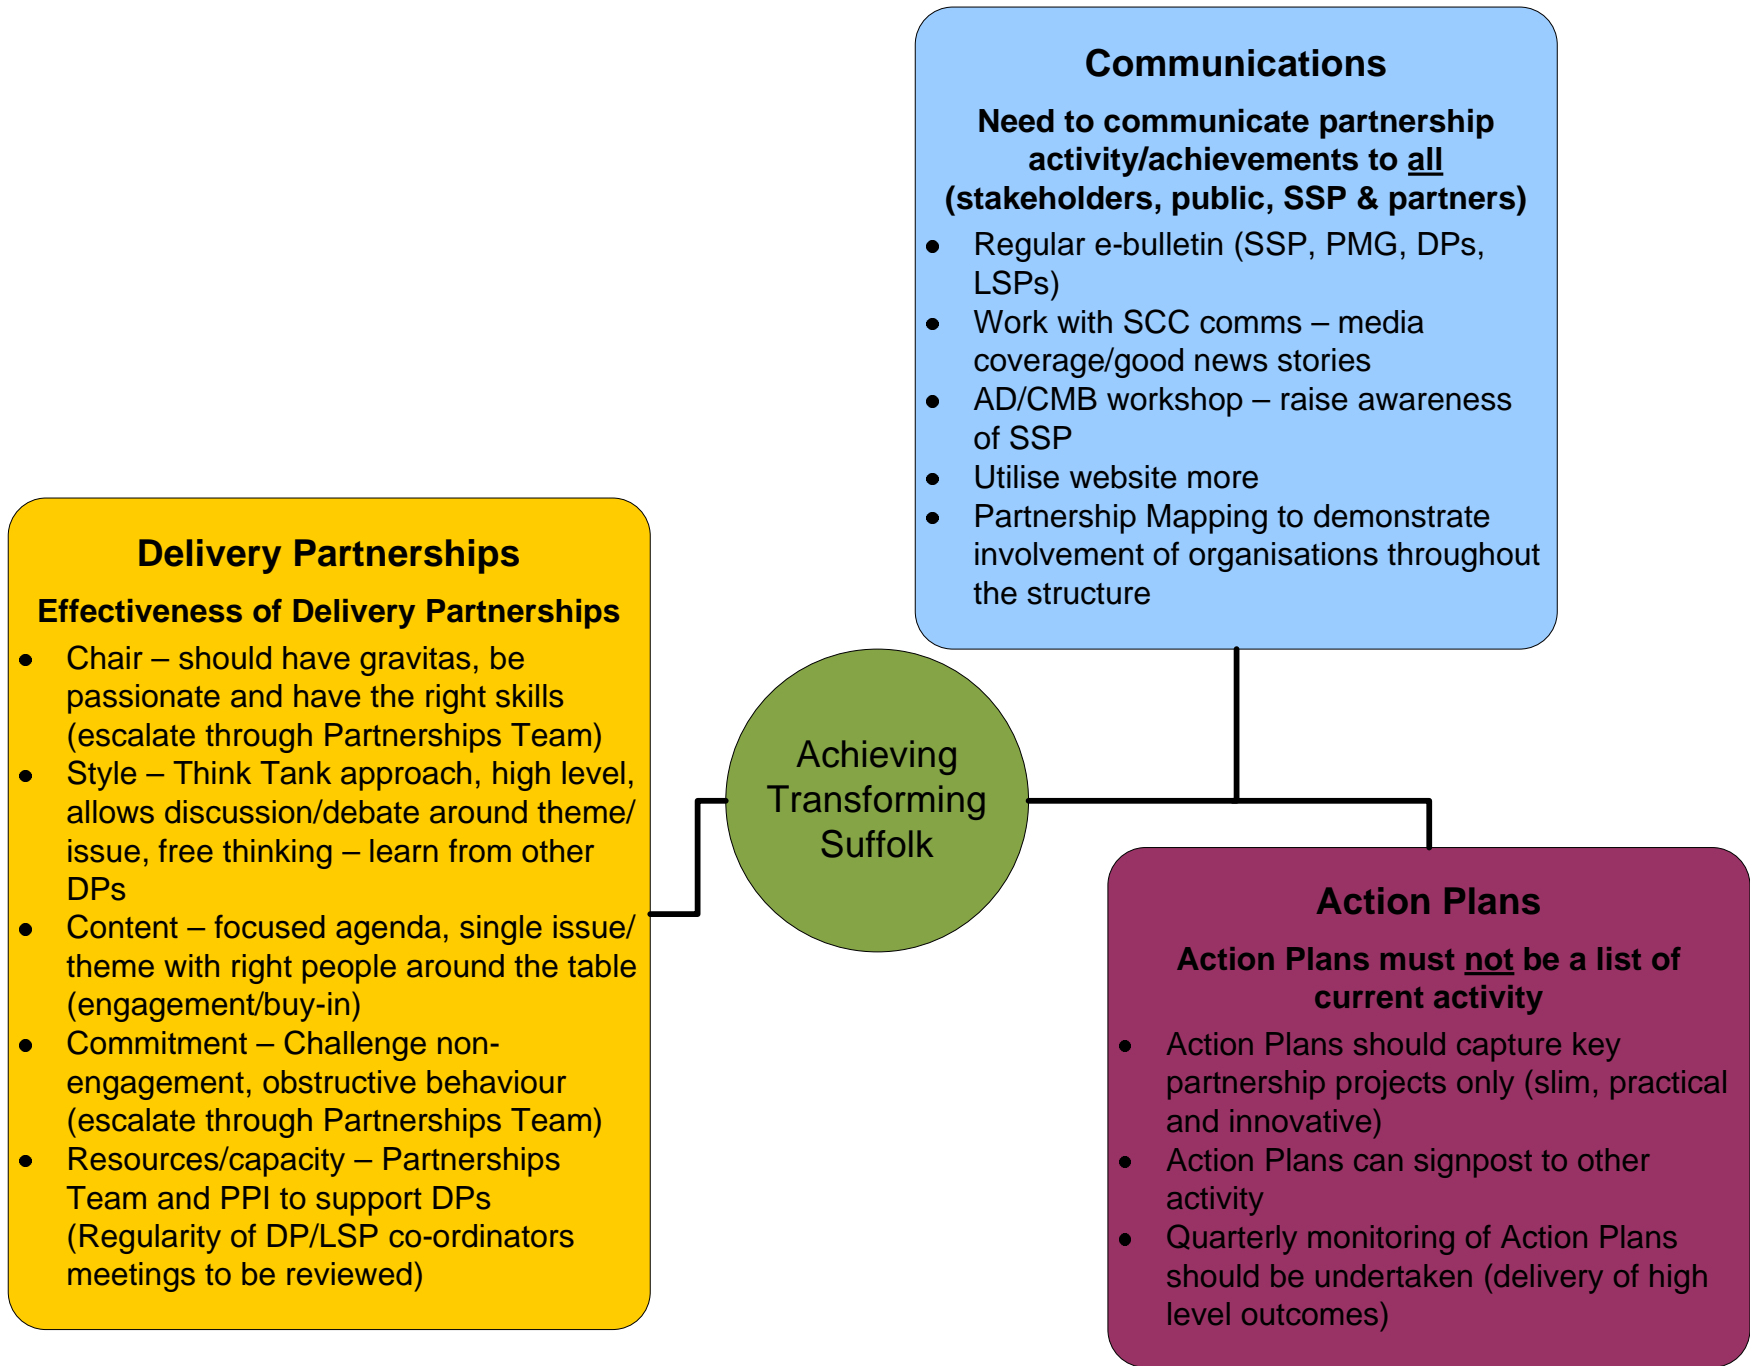 Communications
Need to communicate partnership
activity/achievements to all
(stakeholders, public, SSP & partners)
● Regular e-bulletin (SSP, PMG, DPs,
LSPs)
● Work with SCC comms – media
coverage/good news stories
● AD/CMB workshop – raise awareness
of SSP
● Utilise website more
● Partnership Mapping to demonstrate
involvement of organisations throughout
the structure
Delivery Partnerships
Effectiveness of Delivery Partnerships
● Chair – should have gravitas, be
passionate and have the right skills
(escalate through Partnerships Team)
● Style – Think Tank approach, high level,
allows discussion/debate around theme/
issue, free thinking – learn from other
DPs
● Content – focused agenda, single issue/
theme with right people around the table
(engagement/buy-in)
● Commitment – Challenge non-
engagement, obstructive behaviour
(escalate through Partnerships Team)
● Resources/capacity – Partnerships
Team and PPI to support DPs
(Regularity of DP/LSP co-ordinators
meetings to be reviewed)
Achieving
Transforming
Suffolk
Action Plans
Action Plans must not be a list of
current activity
● Action Plans should capture key
partnership projects only (slim, practical
and innovative)
● Action Plans can signpost to other
activity
● Quarterly monitoring of Action Plans
should be undertaken (delivery of high
level outcomes)